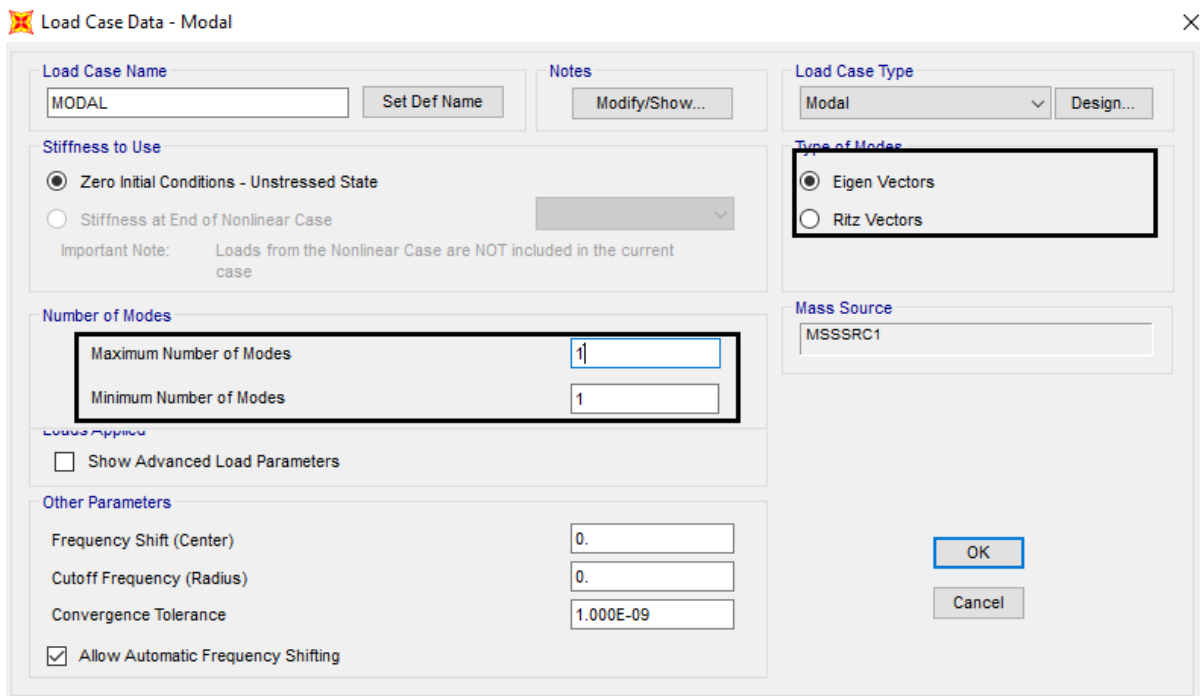 Load Case Data - Modal
Load Case Name
MODAL
Set Def Name
Notes
Modify/Show...
Load Case Type
Modal
Design...
Stiffness to Use
Zero Initial Conditions - Unstressed State
Stiffness at End of Nonlinear Case
Important Note: Loads from the Nonlinear Case are NOT included in the current
case
Type of Modes
Eigen Vectors
Ritz Vectors
Number of Modes
Maximum Number of Modes 1
Minimum Number of Modes 1
Mass Source
MSSSRC1
Loads Applied
Show Advanced Load Parameters
Other Parameters
Frequency Shift (Center) 0.
Cutoff Frequency (Radius) 0.
Convergence Tolerance 1.000E-09
Allow Automatic Frequency Shifting
OK
Cancel